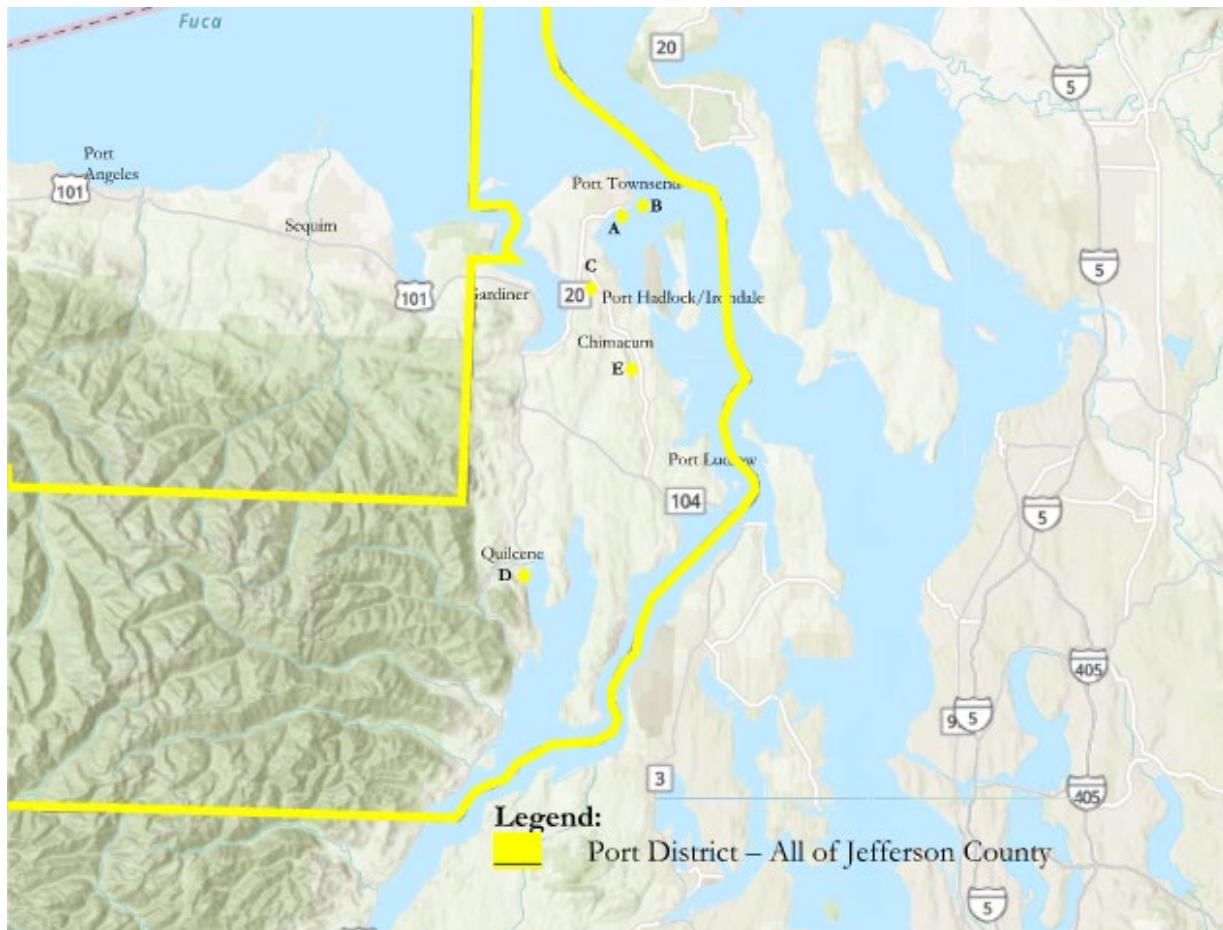 Fuca
20
5
Port
Angeles
101
Port Townsend
B
A
Sequim
5
C
101
Gardiner
20
Port Hadlock/Irondale
Chimacum
E
Port Ludlow
104
5
Quilcene
D
405
5
3
405
Legend:
Port District – All of Jefferson County
5